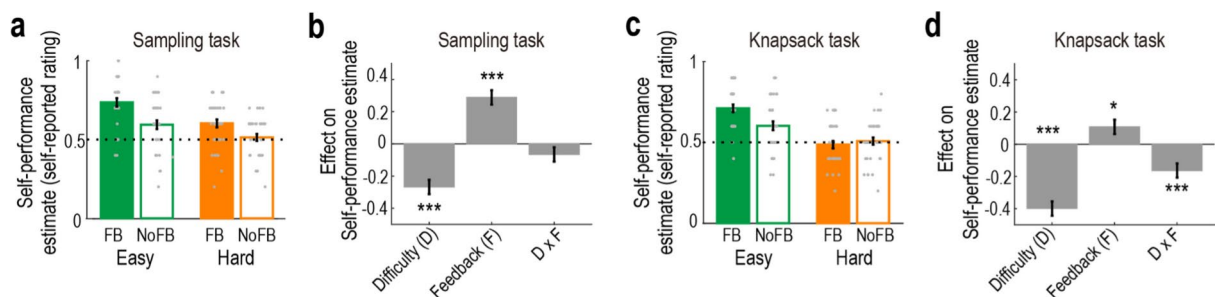 a
Sampling task
Self-performance
estimate (self-reported rating)
1
0.5
0
FB NoFB FB NoFB
Easy Hard
b
Sampling task
Effect on
Self-performance estimate
0.4
0.2
0
-0.2
-0.4
***
***
Difficulty (D)
Feedback (F)
D x F
c
Knapsack task
Self-performance
estimate (self-reported rating)
1
0.5
0
FB NoFB FB NoFB
Easy Hard
d
Knapsack task
Effect on
Self-performance estimate
0.4
0.2
0
-0.2
-0.4
***
*
***
Difficulty (D)
Feedback (F)
D x F